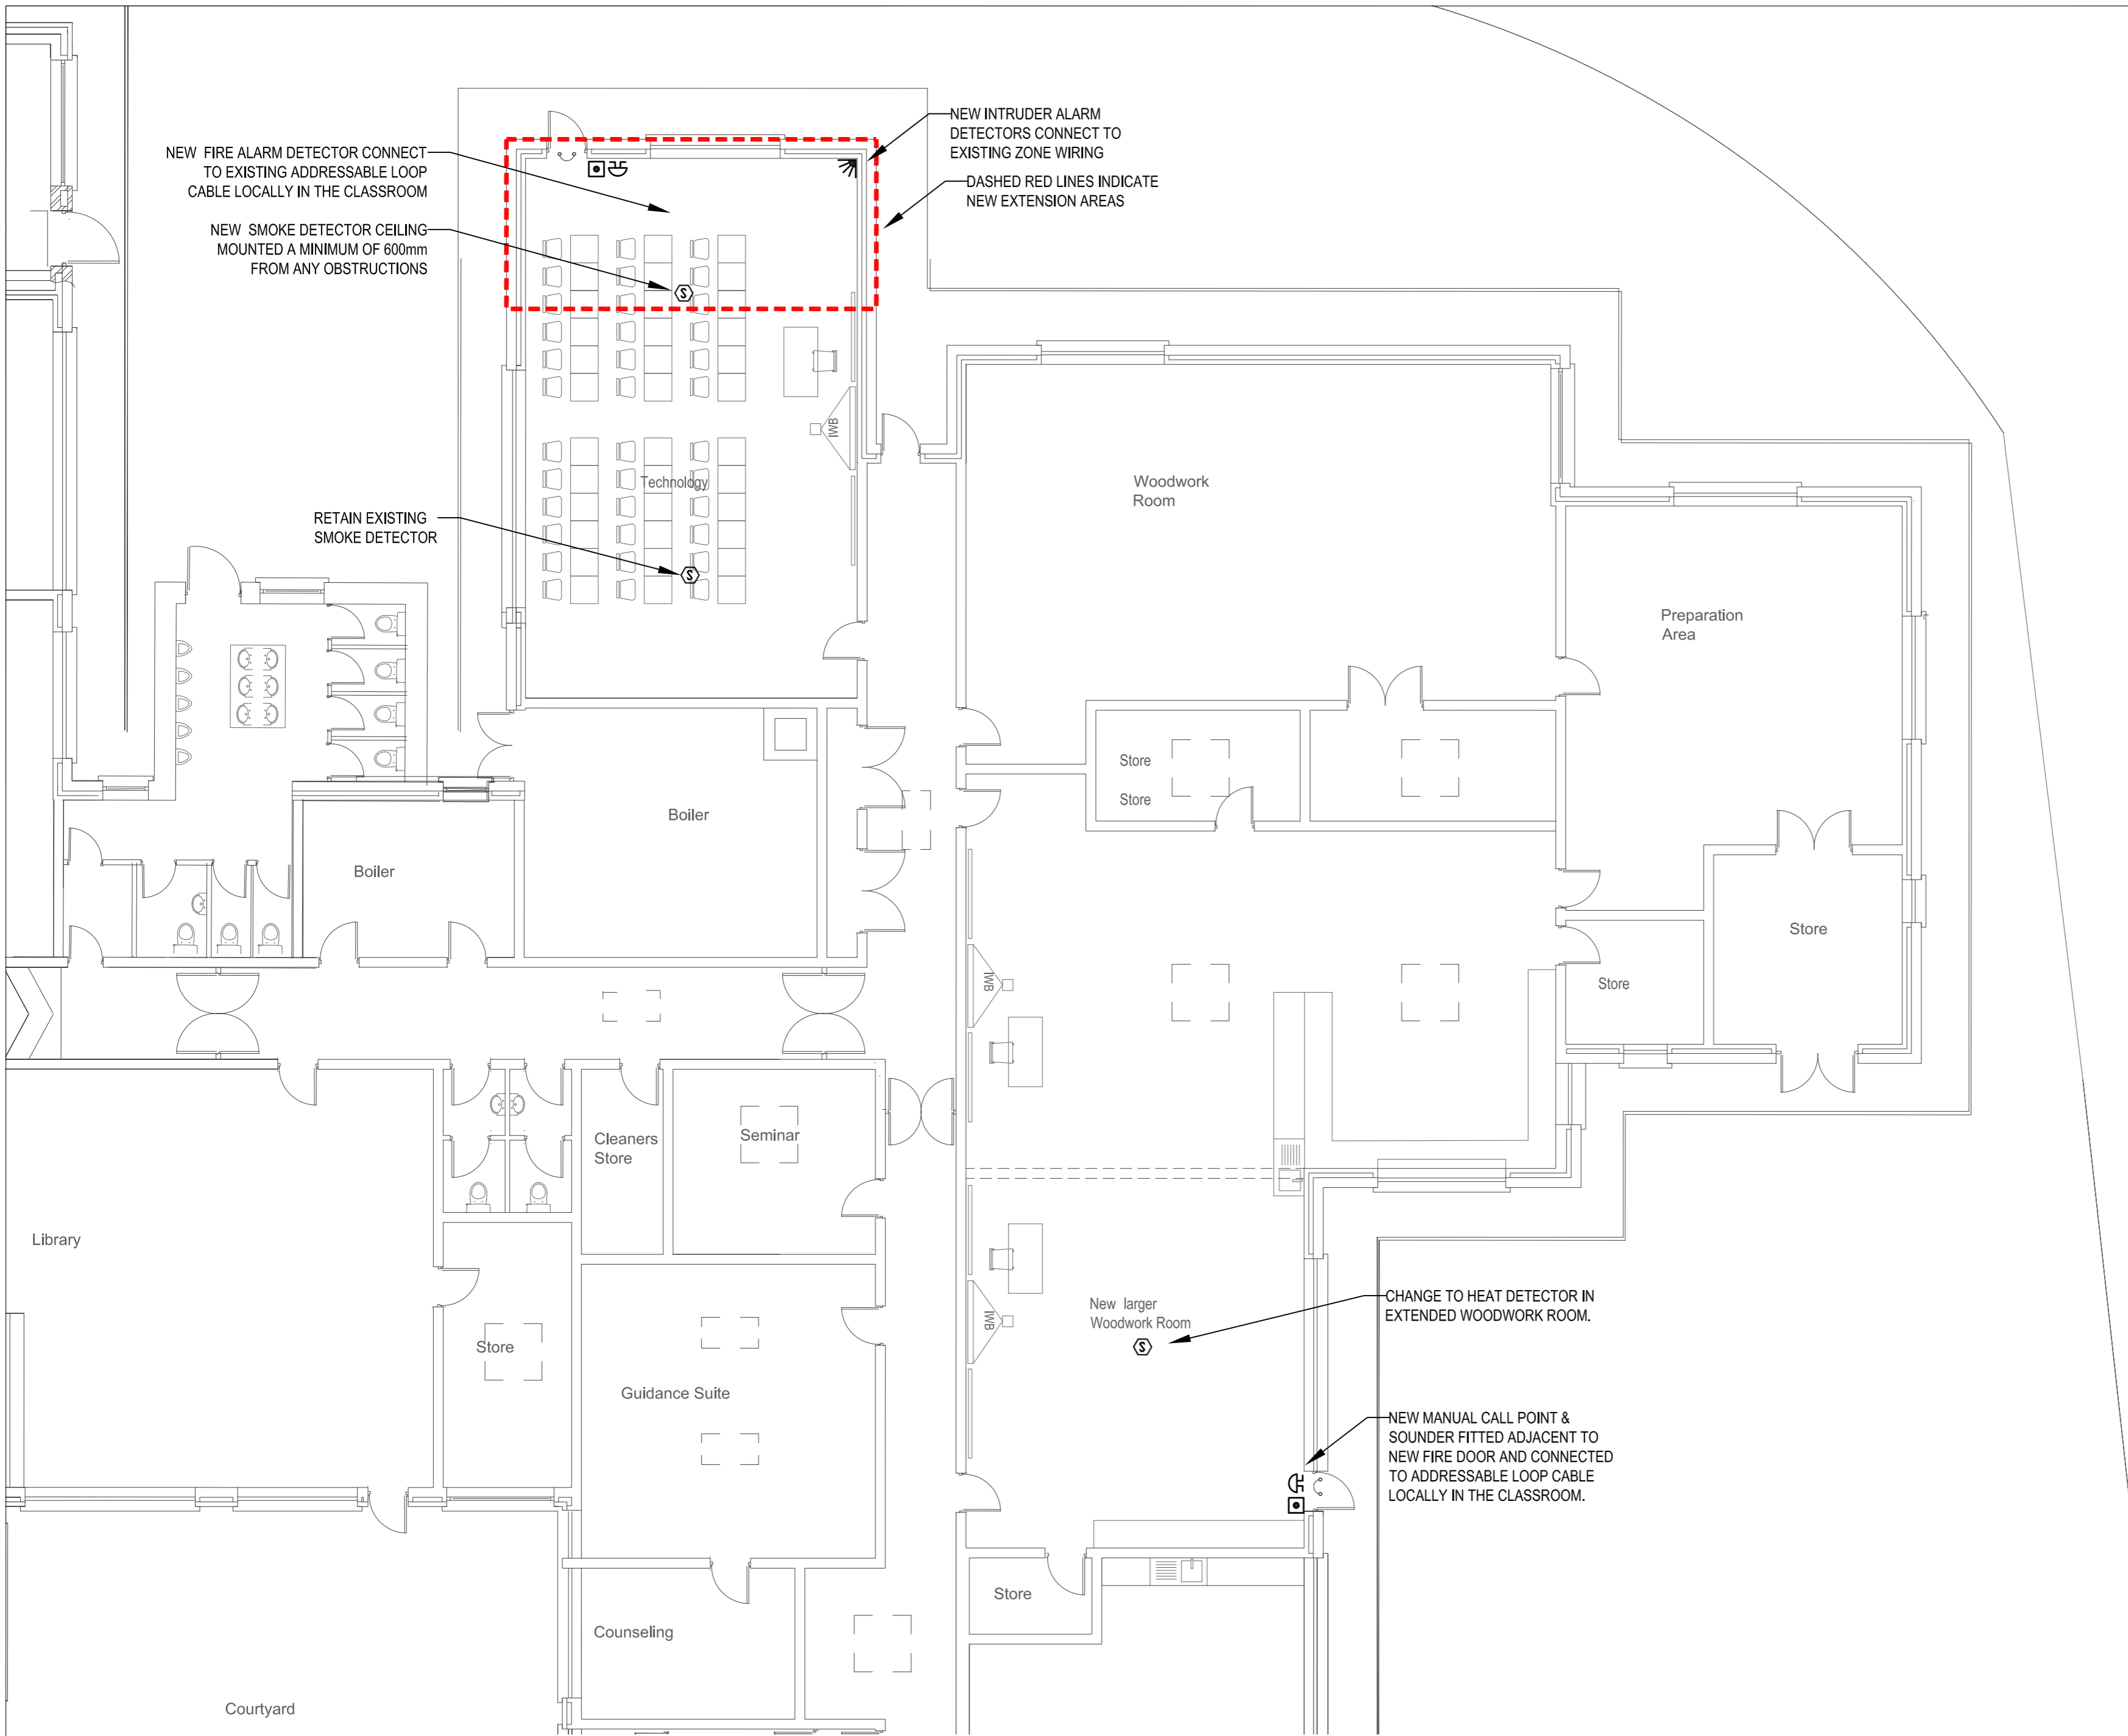 NEW INTRUDER ALARM
DETECTORS CONNECT TO
EXISTING ZONE WIRING
NEW FIRE ALARM DETECTOR CONNECT
TO EXISTING ADDRESSABLE LOOP
CABLE LOCALLY IN THE CLASSROOM
DASHED RED LINES INDICATE
NEW EXTENSION AREAS
NEW SMOKE DETECTOR CEILING
MOUNTED A MINIMUM OF 600mm
FROM ANY OBSTRUCTIONS
S
IWB
Technology
Woodwork
Room
RETAIN EXISTING
SMOKE DETECTOR
S
Preparation
Area
Store
Store
Boiler
Boiler
Store
Store
IWB
Cleaners
Store
Seminar
Library
New larger
Woodwork Room
S
IWB
CHANGE TO HEAT DETECTOR IN
EXTENDED WOODWORK ROOM.
Store
Guidance Suite
NEW MANUAL CALL POINT &
SOUNDER FITTED ADJACENT TO
NEW FIRE DOOR AND CONNECTED
TO ADDRESSABLE LOOP CABLE
LOCALLY IN THE CLASSROOM.
Store
Counseling
Courtyard